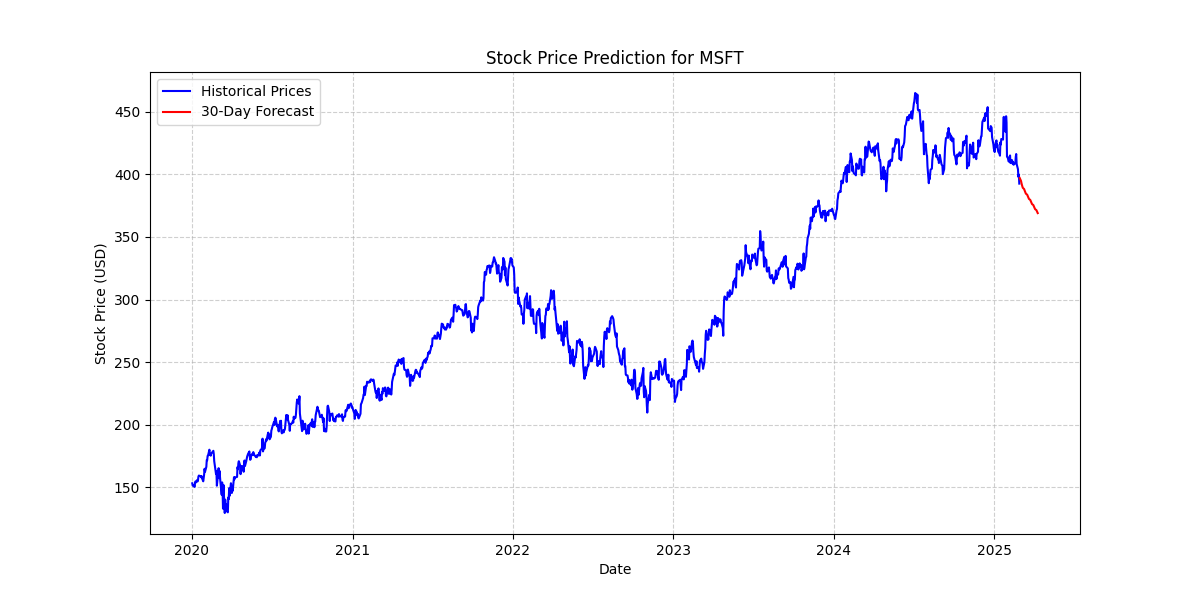 Stock Price Prediction for MSFT
Historical Prices
30-Day Forecast
450
400
350
300
250
200
150
Stock Price (USD)
2020 2021 2022 2023 2024 2025
Date